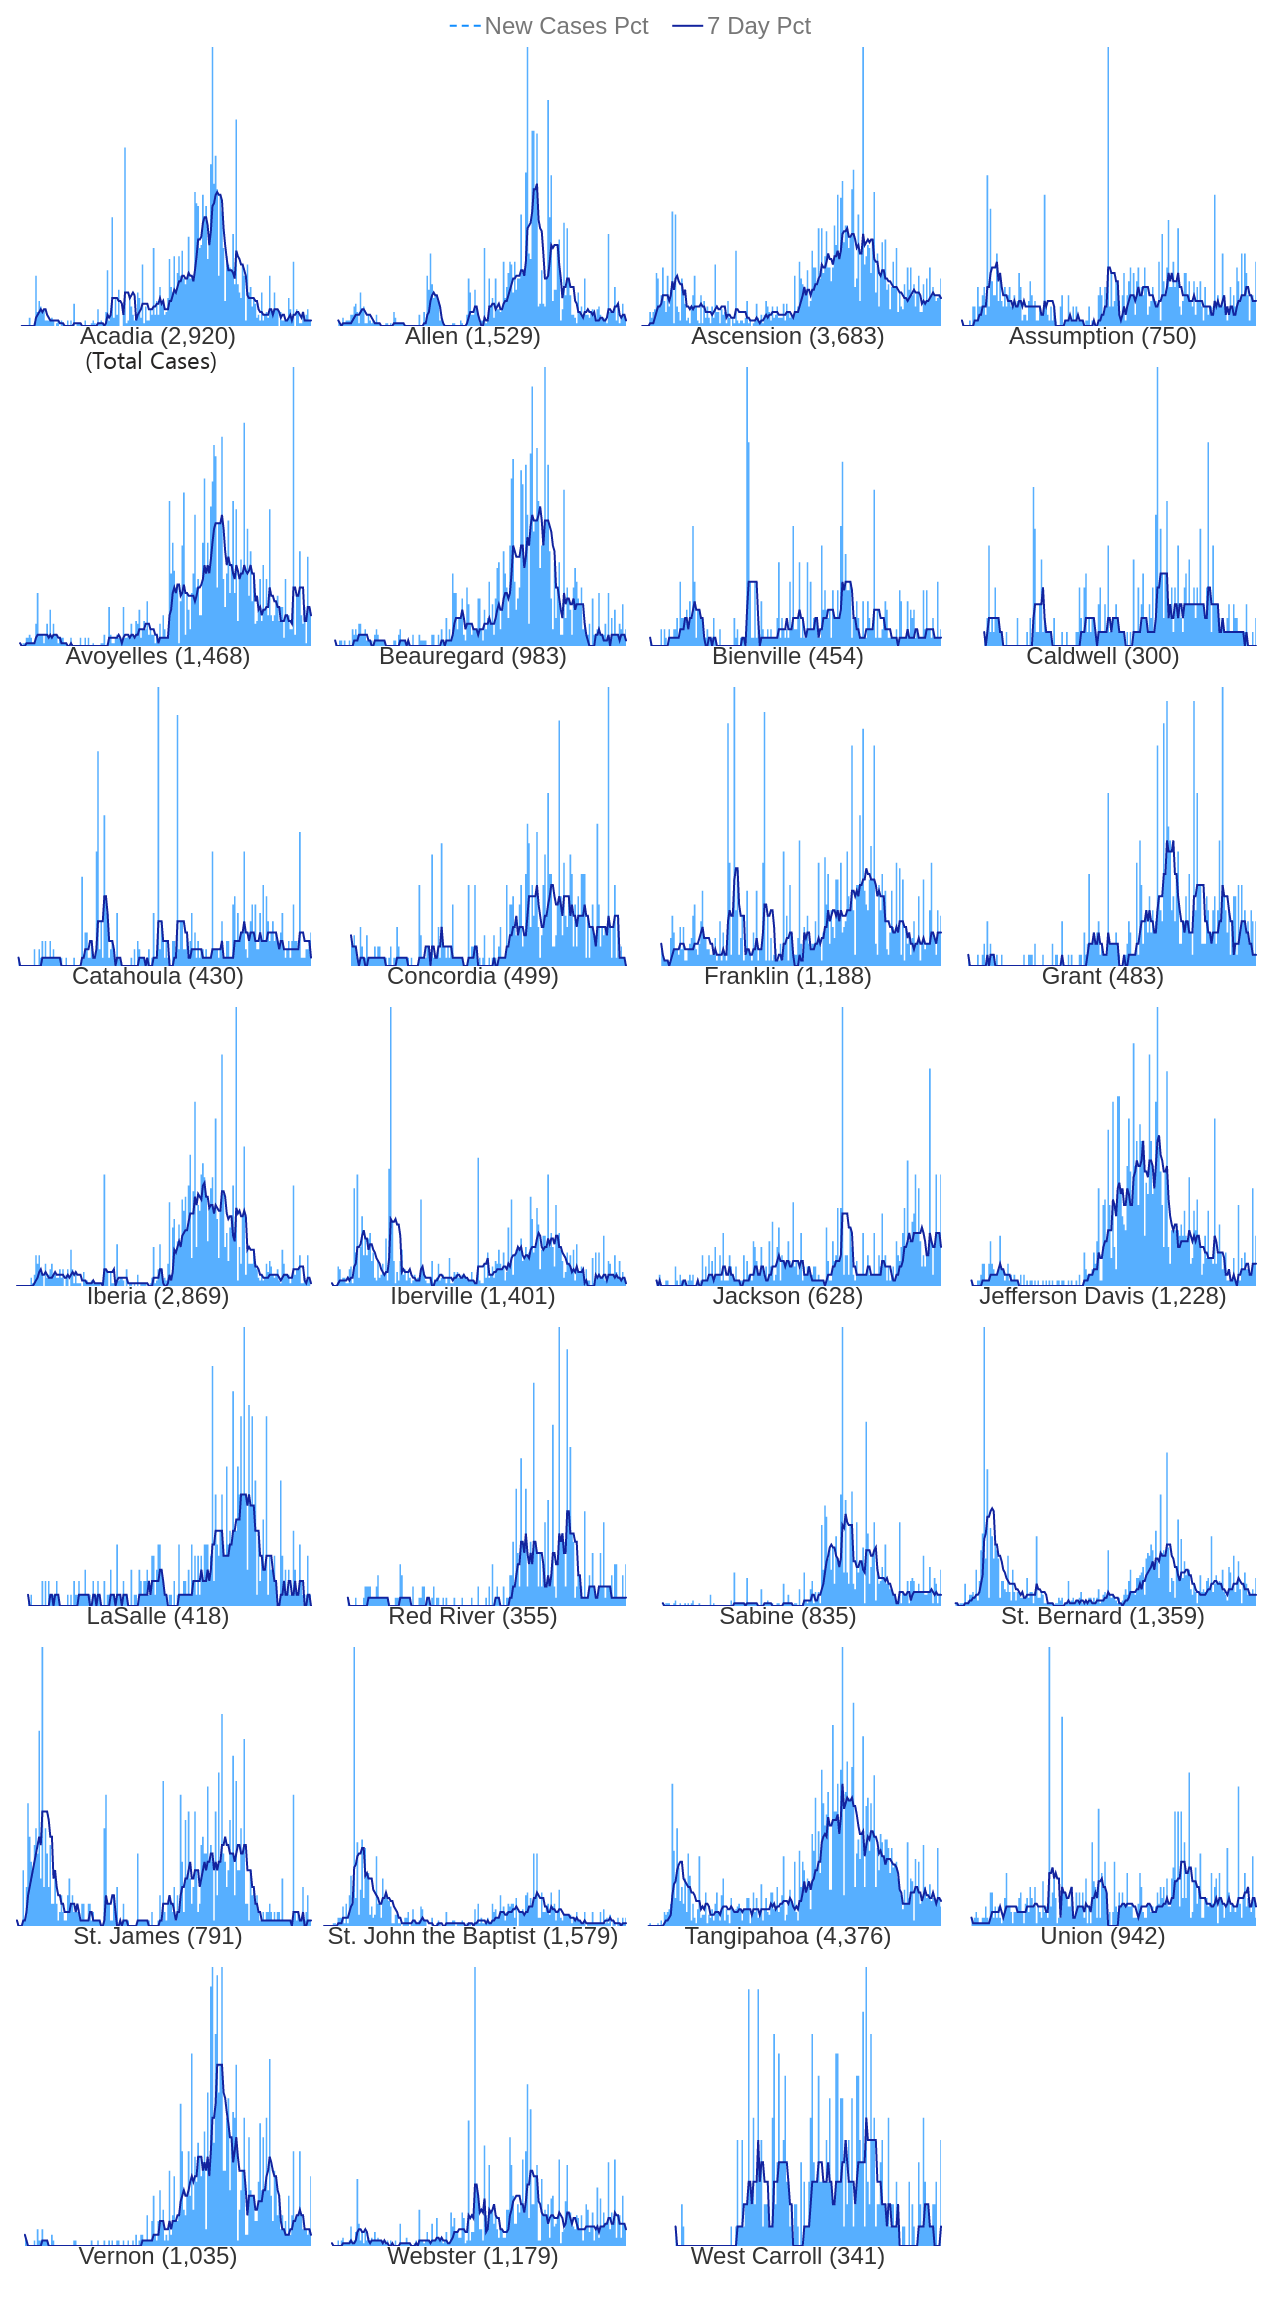 New Cases Pct 7 Day Pct
Acadia (2,920) Allen (1,529) Ascension (3,683) Assumption (750)
(Total Cases)
Avoyelles (1,468) Beauregard (983) Bienville (454) Caldwell (300)
Catahoula (430) Concordia (499) Franklin (1,188) Grant (483)
Iberia (2,869) Iberville (1,401) Jackson (628) Jefferson Davis (1,228)
LaSalle (418) Red River (355) Sabine (835) St. Bernard (1,359)
St. James (791) St. John the Baptist (1,579) Tangipahoa (4,376) Union (942)
Vernon (1,035) Webster (1,179) West Carroll (341)